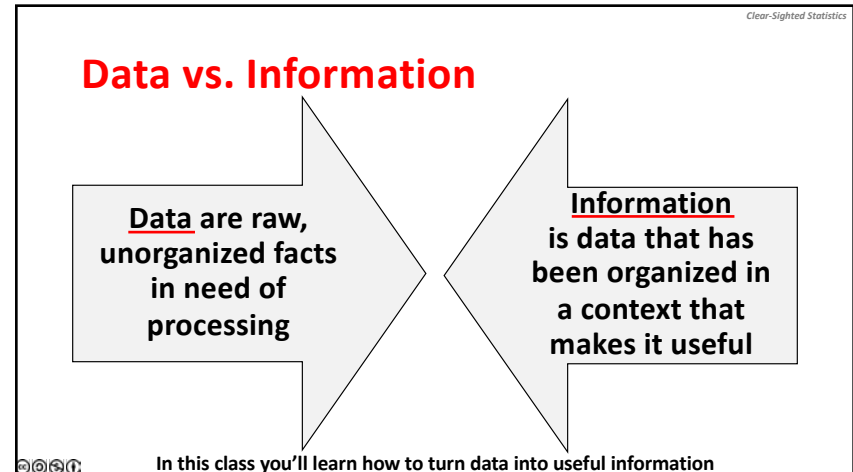 Clear-Sighted Statistics
Data vs. Information
Data are raw,
unorganized facts
in need of
processing
Information
is data that has
been organized in
a context that
makes it useful
In this class you'll learn how to turn data into useful information